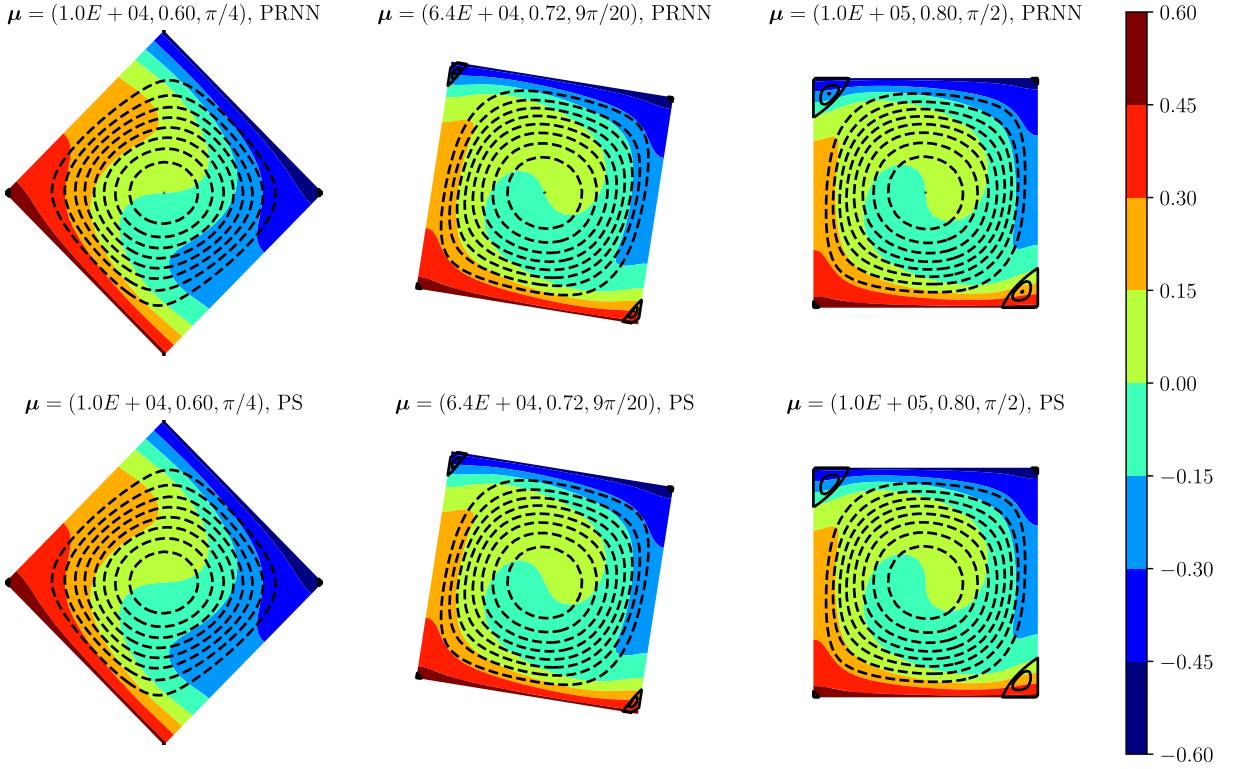 μ = (1.0E + 04, 0.60, π/4), PRNN
μ = (6.4E + 04, 0.72, 9π/20), PRNN
μ = (1.0E + 05, 0.80, π/2), PRNN
μ = (1.0E + 04, 0.60, π/4), PS
μ = (6.4E + 04, 0.72, 9π/20), PS
μ = (1.0E + 05, 0.80, π/2), PS
0.60
0.45
0.30
0.15
0.00
−0.15
−0.30
−0.45
−0.60